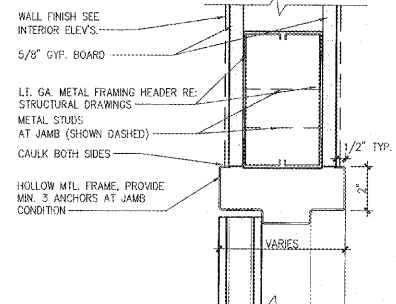 WALL FINISH SEE
INTERIOR ELEV'S.
5/8" GYP. BOARD
LT. GA. METAL FRAMING HEADER RE:
STRUCTURAL DRAWINGS
METAL STUDS
AT JAMB (SHOWN DASHED)
CAULK BOTH SIDES
1/2" TYP.
HOLLOW MTL. FRAME, PROVIDE
MIN. 3 ANCHORS AT JAMB
CONDITION
2"
VARIES